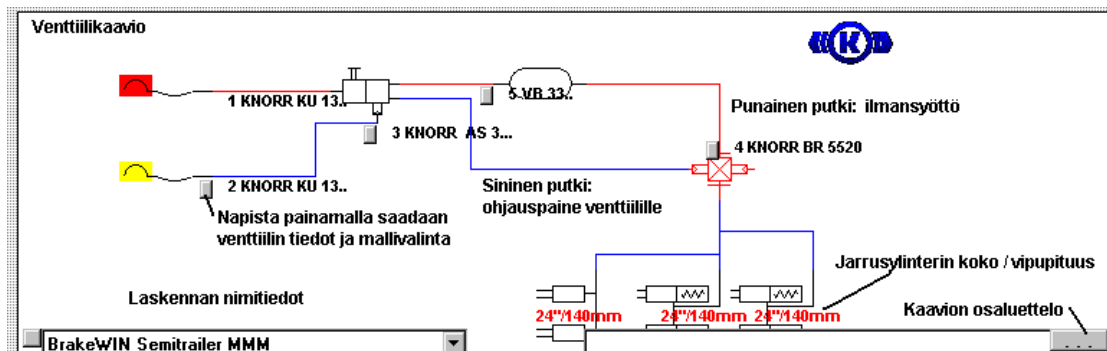 Venttiilikaavio
K
1 KNORR KU 13..
5 VB 33..
Punainen putki: ilmansyöttö
3 KNORR AS 3...
4 KNORR BR 5520
2 KNORR KU 13..
Sininen putki:
ohjauspaine venttiilille
Napista painamalla saadaan
venttiilin tiedot ja mallivalinta
Jarrusylinterin koko / vipupituus
Laskennan nimitiedot
24"/140mm
24"/140mm
24"/140mm
Kaavion osaluettelo
BrakeWIN Semitrailer MMM
...